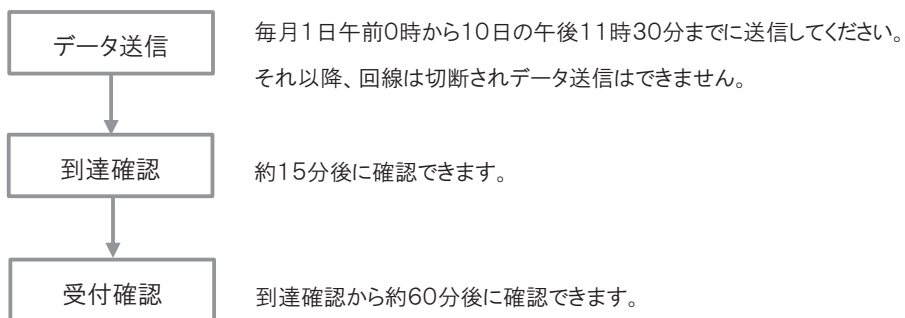 データ送信
毎月1日午前0時から10日の午後11時30分までに送信してください。
それ以降、回線は切断されデータ送信はできません。
到達確認
約15分後に確認できます。
受付確認
到達確認から約60分後に確認できます。